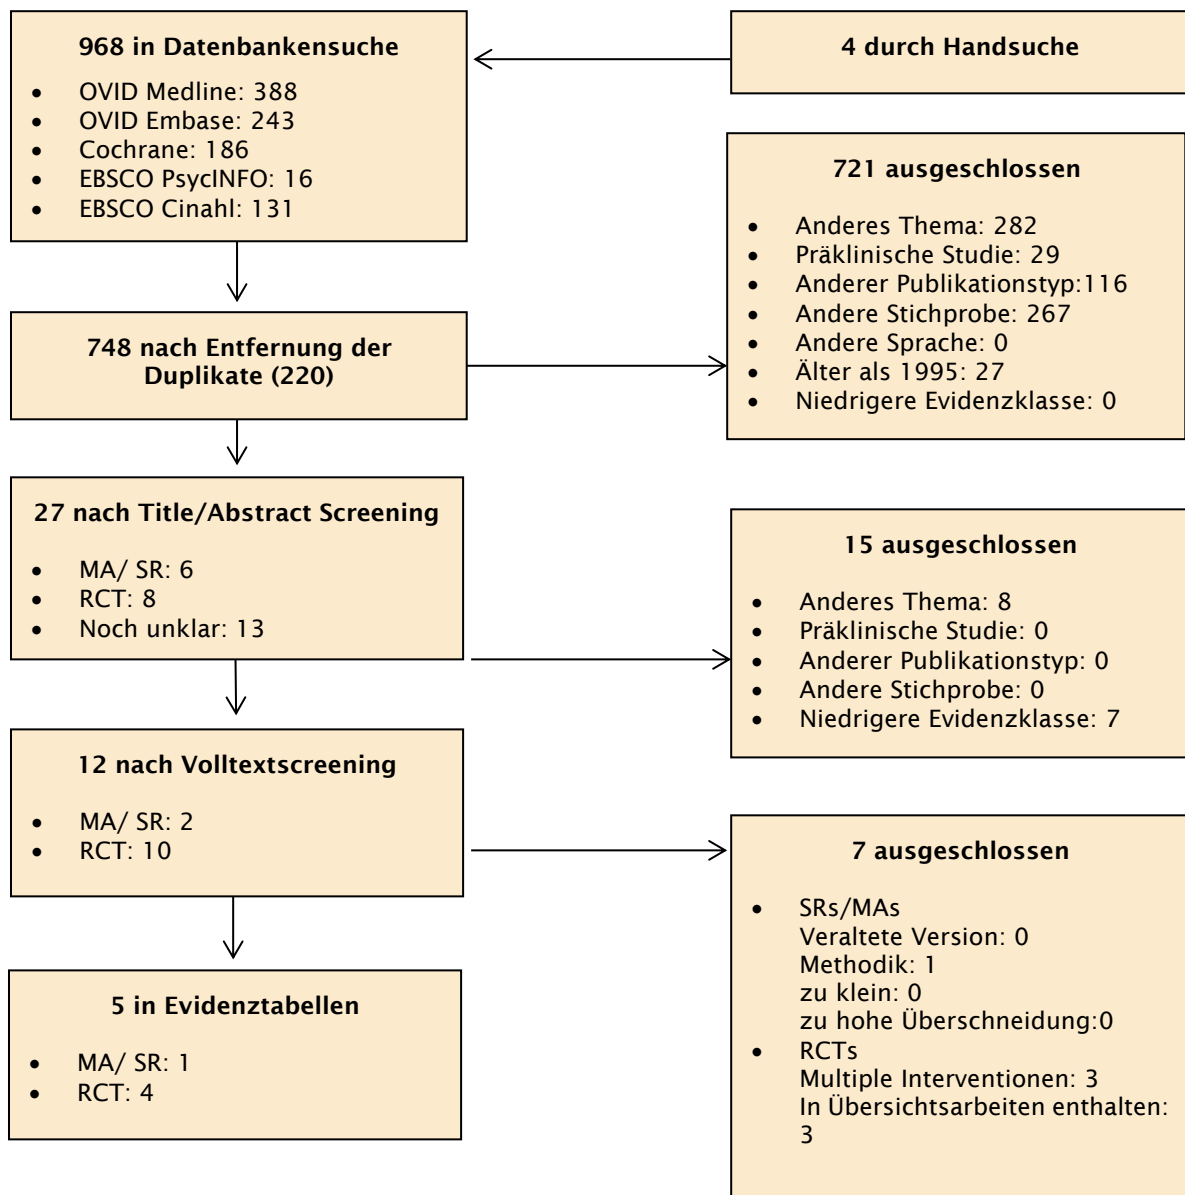 968 in Datenbankensuche
• OVID Medline: 388
• OVID Embase: 243
• Cochrane: 186
• EBSCO PsycINFO: 16
• EBSCO Cinahl: 131
4 durch Handsuche
721 ausgeschlossen
• Anderes Thema: 282
• Präklinische Studie: 29
• Anderer Publikationstyp:116
• Andere Stichprobe: 267
• Andere Sprache: 0
• Älter als 1995: 27
• Niedrigere Evidenzklasse: 0
748 nach Entfernung der
Duplikate (220)
27 nach Title/Abstract Screening
• MA/ SR: 6
• RCT: 8
• Noch unklar: 13
15 ausgeschlossen
• Anderes Thema: 8
• Präklinische Studie: 0
• Anderer Publikationstyp: 0
• Andere Stichprobe: 0
• Niedrigere Evidenzklasse: 7
12 nach Volltextscreening
• MA/ SR: 2
• RCT: 10
7 ausgeschlossen
• SRs/MAs
Veraltete Version: 0
Methodik: 1
zu klein: 0
zu hohe Überschneidung:0
• RCTs
Multiple Interventionen: 3
In Übersichtsarbeiten enthalten:
3
5 in Evidenztabellen
• MA/ SR: 1
• RCT: 4